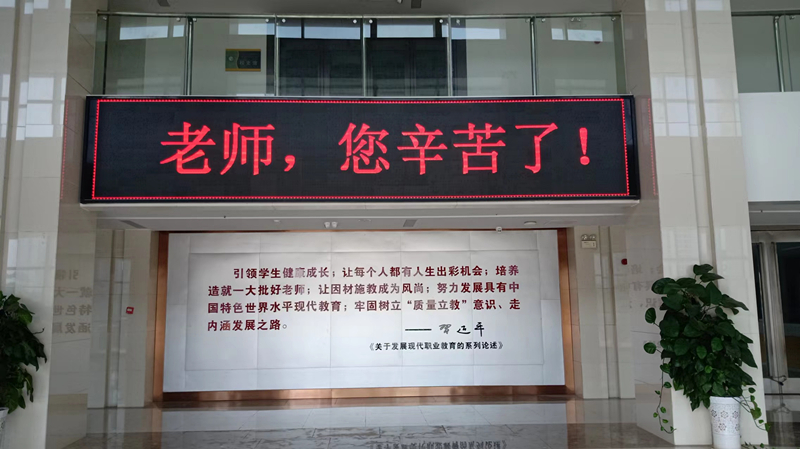 老师，您辛苦了！
引领学生健康成长；让每个人都有人生出彩机会；培养
造就一大批好老师；让因材施教成为风尚；努力发展具有中
国特色世界水平现代教育；牢固树立“质量立教”意识、走
内涵发展之路。
——习近平
《关于发展现代职业教育的系列论述》